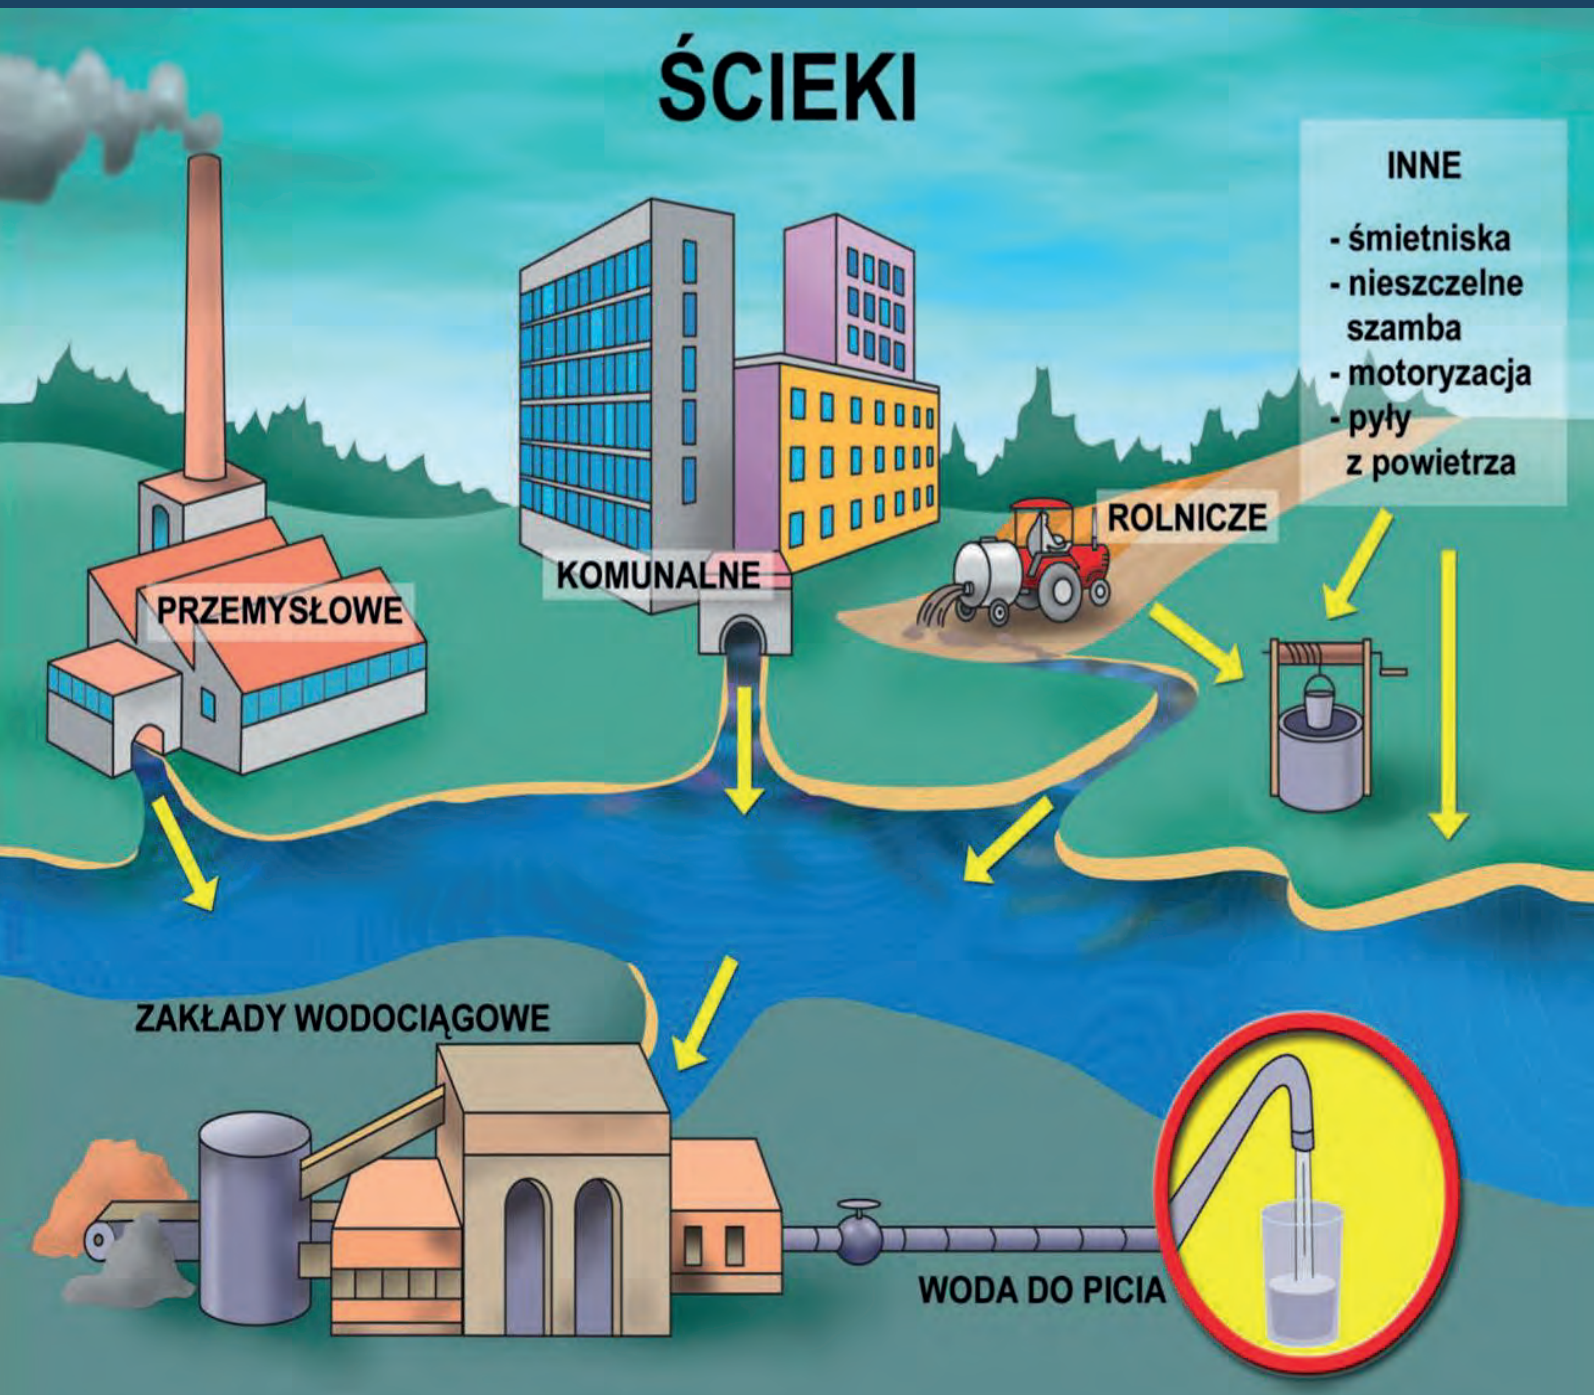 ŚCIEKI
INNE
- śmietniska
- nieszczelne
szamba
- motoryzacja
- pyły
z powietrza
ROLNICZE
KOMUNALNE
PRZEMYSŁOWE
ZAKŁADY WODOCIĄGOWE
WODA DO PICIA